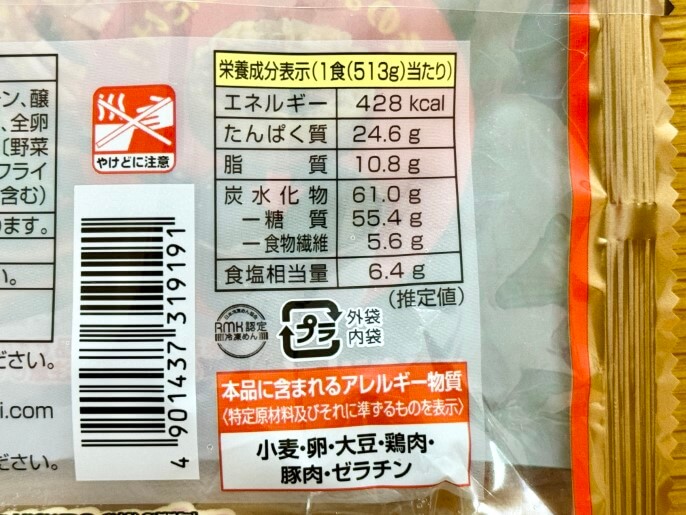 ン、醸
、全卵
〔野菜
フライ
含む)
ます。
い。
ださい。
i.com
ださい。
やけどに注意
4 901437 319191
栄養成分表示(1食(513g)当たり)
エネルギー 428 kcal
たんぱく質 24.6 g
脂質 10.8 g
炭水化物 61.0 g
ー糖質 55.4 g
ー食物繊維 5.6 g
食塩相当量 6.4 g
(推定値)
RMK認定
冷凍めん
プラ
外袋
内袋
本品に含まれるアレルギー物質
〈特定原材料及びそれに準ずるものを表示〉
小麦・卵・大豆・鶏肉・
豚肉・ゼラチン